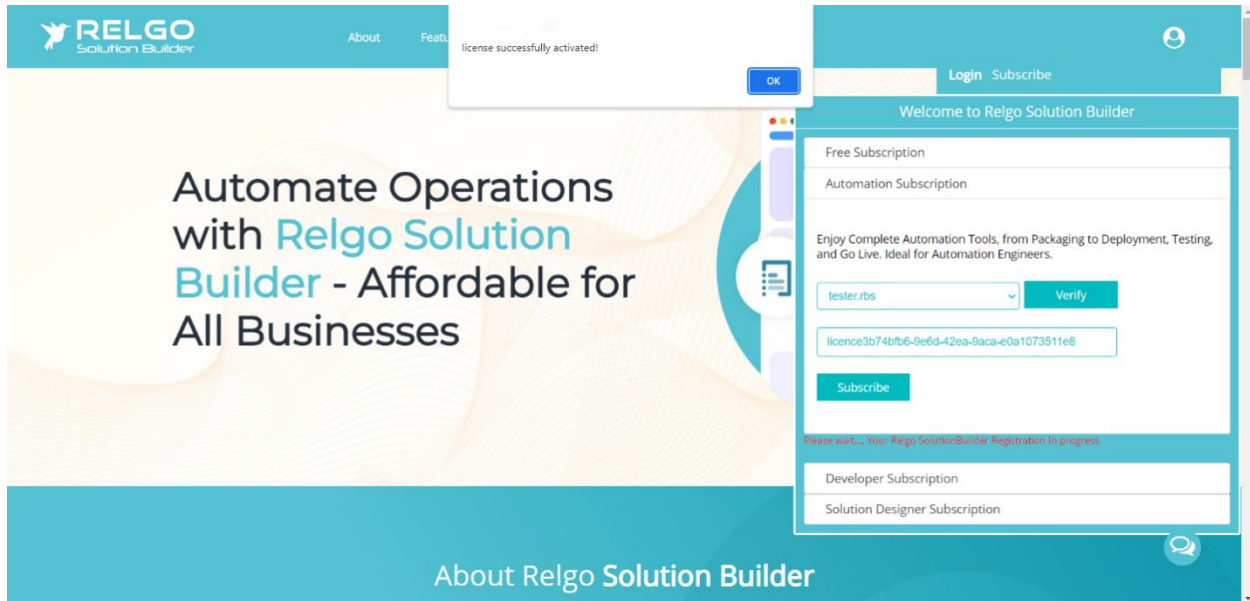 RELGO
Solution Builder
About
license successfully activated!
OK
Login Subscribe
Welcome to Relgo Solution Builder
Free Subscription
Automation Subscription
Enjoy Complete Automation Tools, from Packaging to Deployment, Testing,
and Go Live. Ideal for Automation Engineers.
tester.rbs
Verify
licence3b74bfb6-9e6d-42ea-9aca-e0a1073511e8
Subscribe
Please wait..., Your Relgo SolutionBuilder Registration In progress
Developer Subscription
Solution Designer Subscription
Automate Operations
with Relgo Solution
Builder - Affordable for
All Businesses
About Relgo Solution Builder